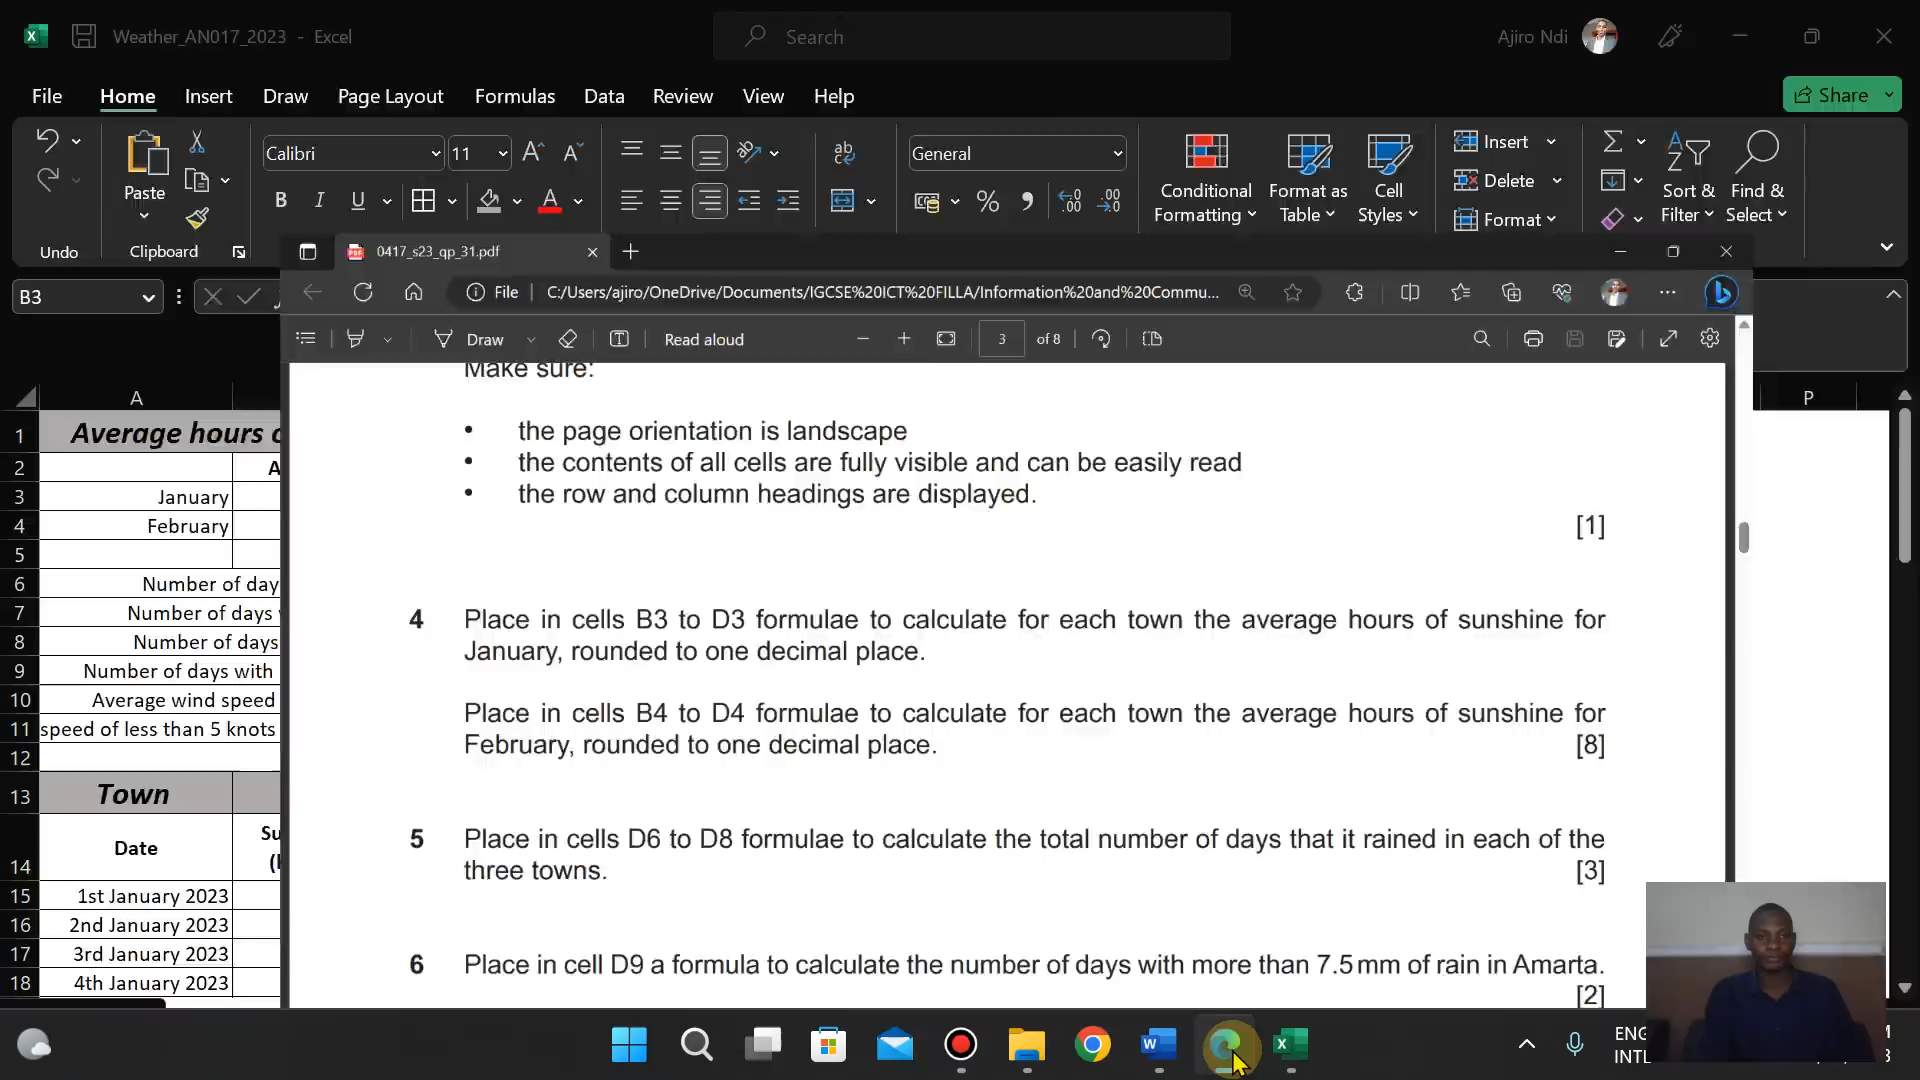 Weather_AN017_2023 - Excel
Search
Ajiro Ndi
File Home Insert Draw Page Layout Formulas Data Review View Help
Share
Undo
Paste
Clipboard
Calibri
11
B I U
General
Conditional Formatting
Format as Table
Cell Styles
Insert
Delete
Format
Sort & Filter
Find & Select
B3
0417_s23_qp_31.pdf
File | C:/Users/ajiro/OneDrive/Documents/IGCSE%20ICT%20FILLA/Information%20and%20Commu...
Draw
Read aloud
3 of 8
A
P
Make sure:
• the page orientation is landscape
• the contents of all cells are fully visible and can be easily read
• the row and column headings are displayed.
[1]
4 Place in cells B3 to D3 formulae to calculate for each town the average hours of sunshine for
January, rounded to one decimal place.
Place in cells B4 to D4 formulae to calculate for each town the average hours of sunshine for
February, rounded to one decimal place. [8]
5 Place in cells D6 to D8 formulae to calculate the total number of days that it rained in each of the
three towns. [3]
6 Place in cell D9 a formula to calculate the number of days with more than 7.5 mm of rain in Amarta.
[2]
1 Average hours
2 A
3 January
4 February
5
6 Number of day
7 Number of days
8 Number of days
9 Number of days with
10 Average wind speed
11 speed of less than 5 knots
12
13 Town
14 Date Su
(
15 1st January 2023
16 2nd January 2023
17 3rd January 2023
18 4th January 2023
ENG
INTL